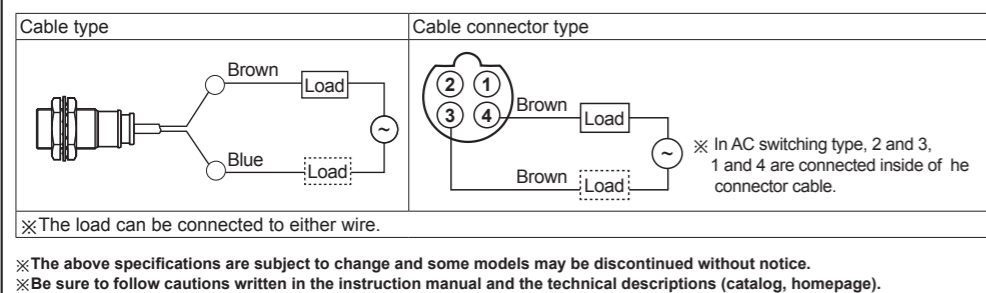 Cable type
Cable connector type
Brown
Load
~
Blue
Load
2 1
3 4
Brown
Load
~
Brown
Load
※ In AC switching type, 2 and 3,
1 and 4 are connected inside of he
connector cable.
※The load can be connected to either wire.
※The above specifications are subject to change and some models may be discontinued without notice.
※Be sure to follow cautions written in the instruction manual and the technical descriptions (catalog, homepage).